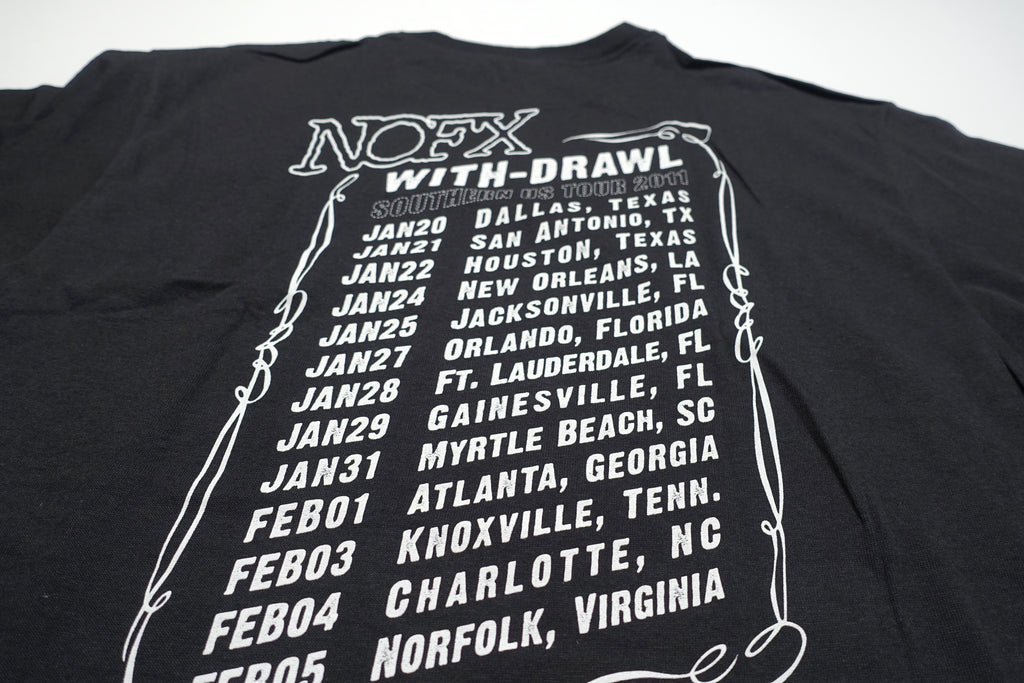 NOFX
WITH-DRAWL
SOUTHERN US TOUR 2011
JAN20 DALLAS, TEXAS
JAN21 SAN ANTONIO, TX
JAN22 HOUSTON, TEXAS
JAN24 NEW ORLEANS, LA
JAN25 JACKSONVILLE, FL
JAN27 ORLANDO, FLORIDA
JAN28 FT. LAUDERDALE, FL
JAN29 GAINESVILLE, FL
JAN31 MYRTLE BEACH, SC
FEB01 ATLANTA, GEORGIA
FEB03 KNOXVILLE, TENN.
FEB04 CHARLOTTE, NC
FEB05 NORFOLK, VIRGINIA